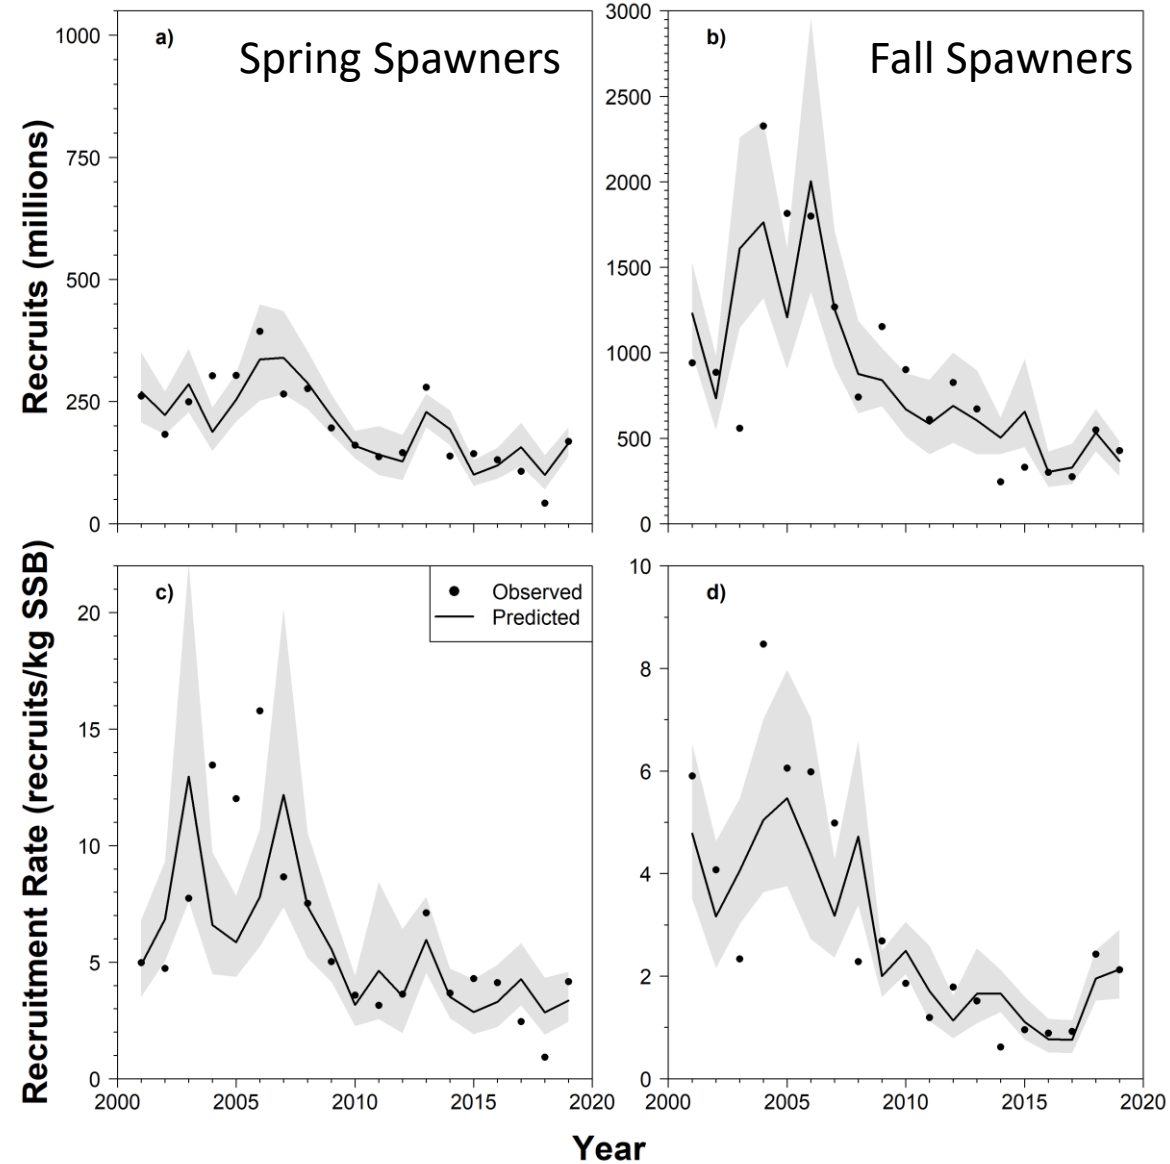 a)
Spring Spawners
1000
750
500
250
0
Recruits (millions)
b)
Fall Spawners
3000
2500
2000
1500
1000
500
0
c)
Observed
Predicted
20
15
10
5
0
2000 2005 2010 2015 2020
Recruitment Rate (recruits/kg SSB)
d)
10
8
6
4
2
0
2000 2005 2010 2015 2020
Year